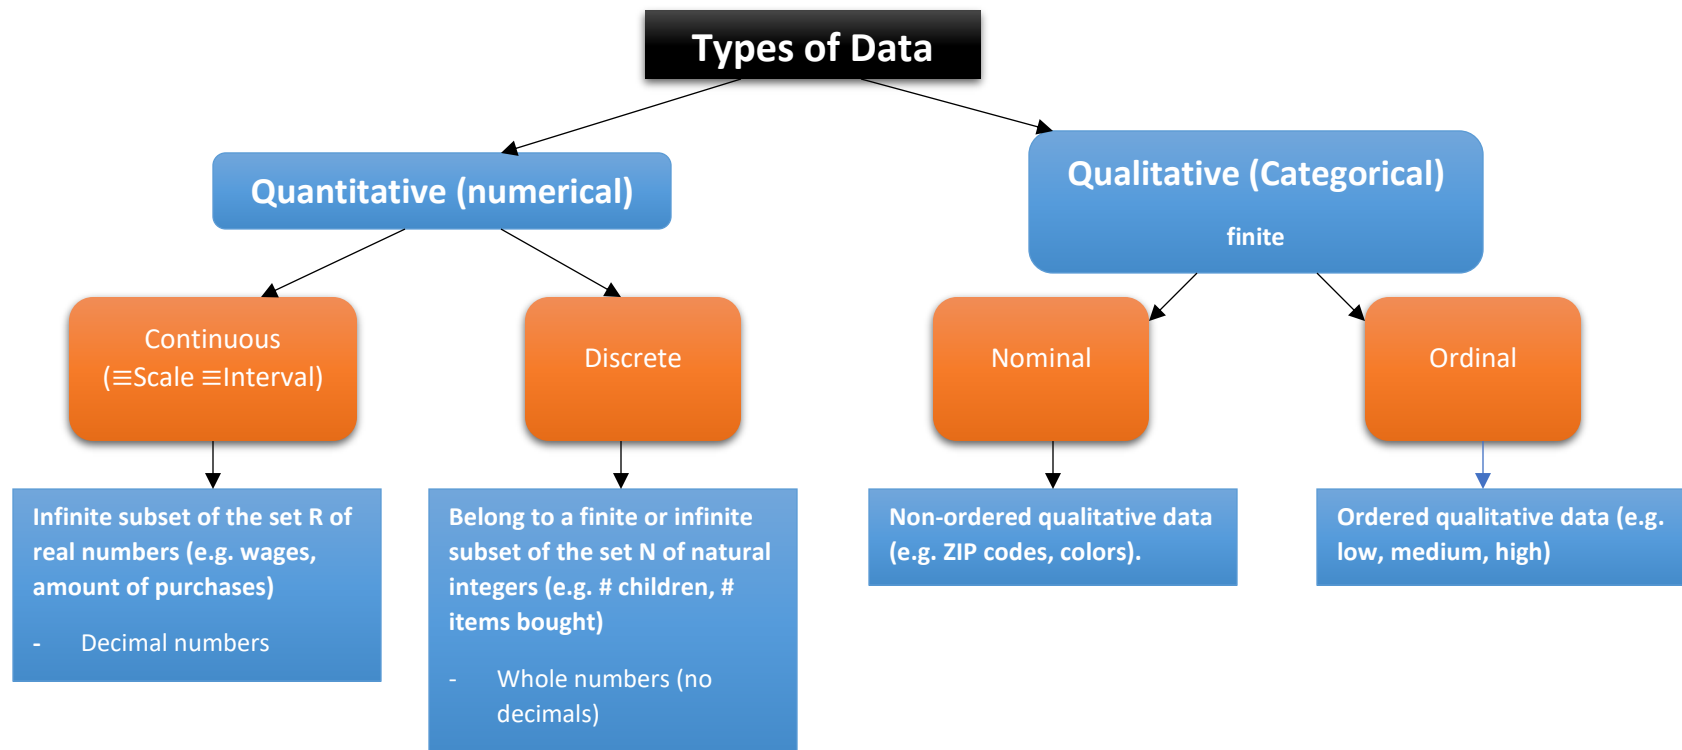 Types of Data
Quantitative (numerical)
Qualitative (Categorical)
finite
Continuous
(≡Scale ≡Interval)
Discrete
Nominal
Ordinal
Infinite subset of the set R of
real numbers (e.g. wages,
amount of purchases)
- Decimal numbers
Belong to a finite or infinite
subset of the set N of natural
integers (e.g. # children, #
items bought)
- Whole numbers (no
decimals)
Non-ordered qualitative data
(e.g. ZIP codes, colors).
Ordered qualitative data (e.g.
low, medium, high)